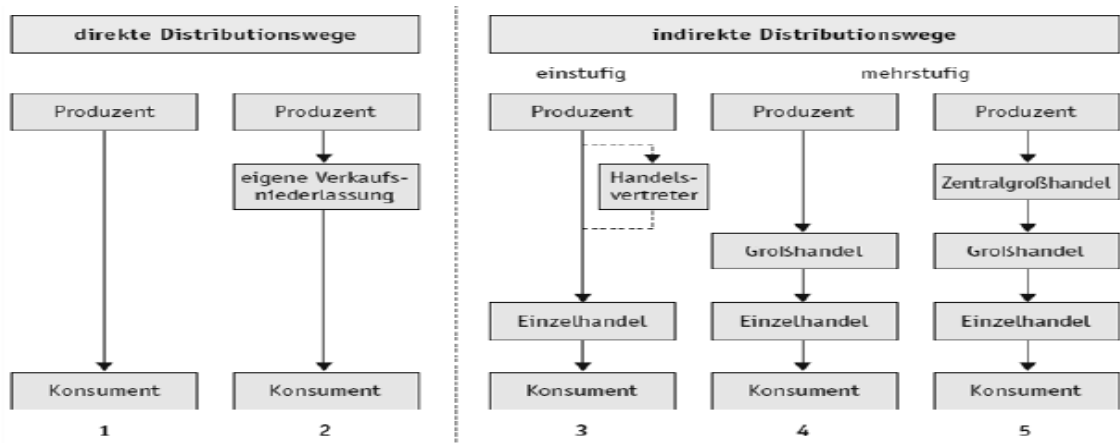 direkte Distributionswege
indirekte Distributionswege
einstufig
mehrstufig
Produzent
Produzent
Produzent
Produzent
Produzent
eigene Verkaufs-
niederlassung
Handels-
vertreter
Zentralgroßhandel
Großhandel
Großhandel
Einzelhandel
Einzelhandel
Einzelhandel
Konsument
Konsument
Konsument
Konsument
Konsument
1
2
3
4
5